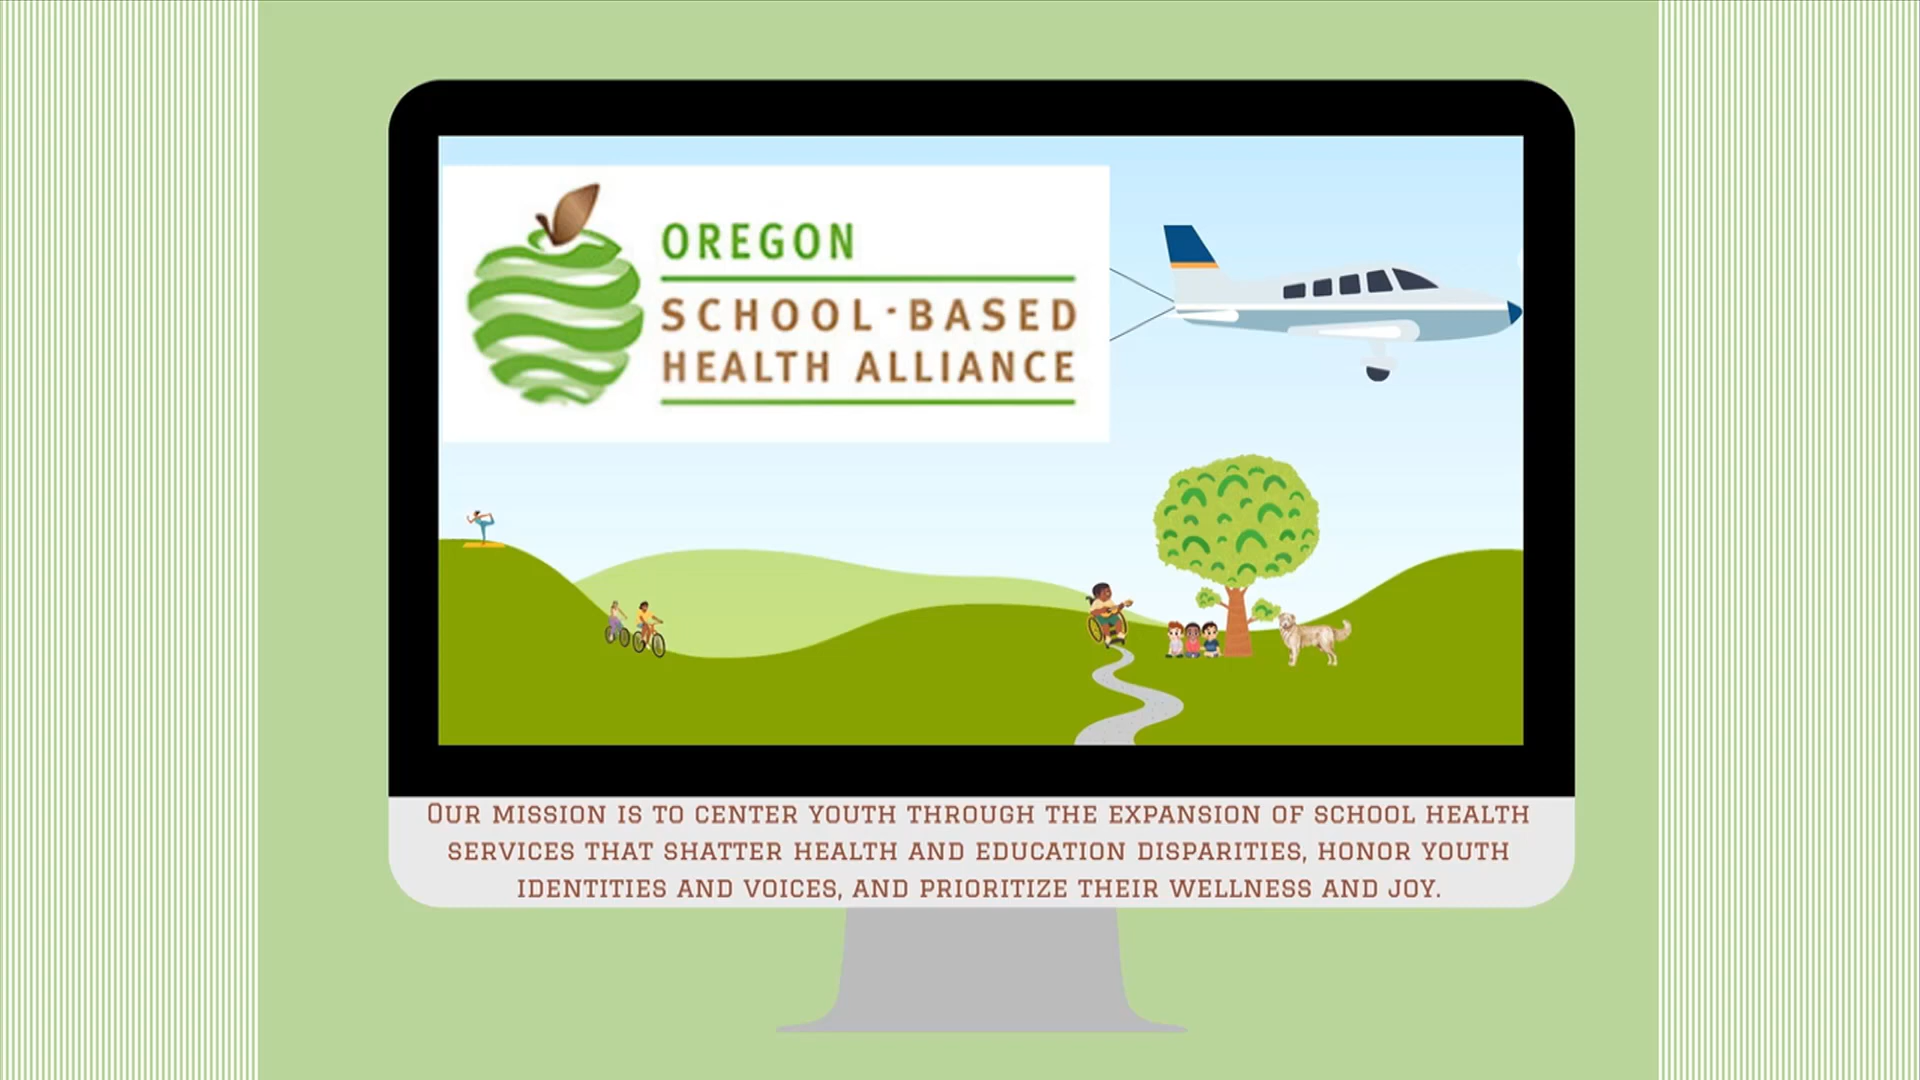 OREGON
SCHOOL-BASED
HEALTH ALLIANCE
Our mission is to center youth through the expansion of school health
services that shatter health and education disparities, honor youth
identities and voices, and prioritize their wellness and joy.